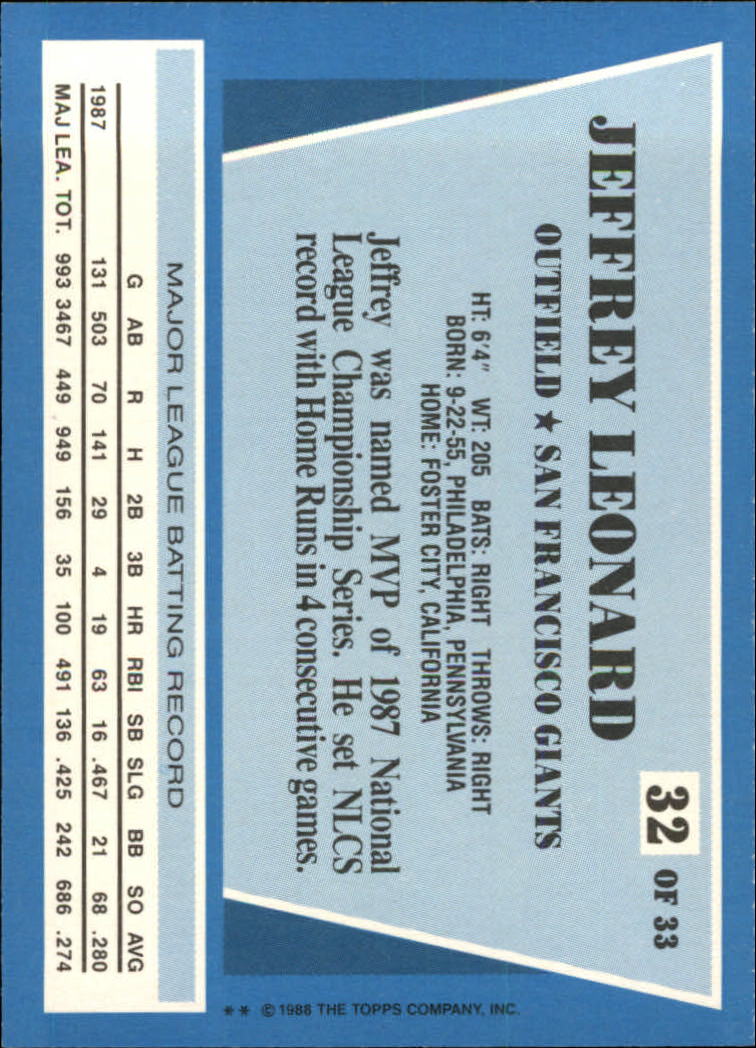 32 OF 33
JEFFREY LEONARD
OUTFIELD ★ SAN FRANCISCO GIANTS
HT: 6'4" WT: 205 BATS: RIGHT THROWS: RIGHT
BORN: 9-22-55, PHILADELPHIA, PENNSYLVANIA
HOME: FOSTER CITY, CALIFORNIA
Jeffrey was named MVP of 1987 National
League Championship Series. He set NLCS
record with Home Runs in 4 consecutive games.
MAJOR LEAGUE BATTING RECORD
G AB R H 2B 3B HR RBI SB SLG BB SO AVG
1987 131 503 70 141 29 4 19 63 16 .467 21 68 .280
MAJ LEA. TOT. 993 3467 449 949 156 35 100 491 136 .425 242 686 .274
** © 1988 THE TOPPS COMPANY, INC.